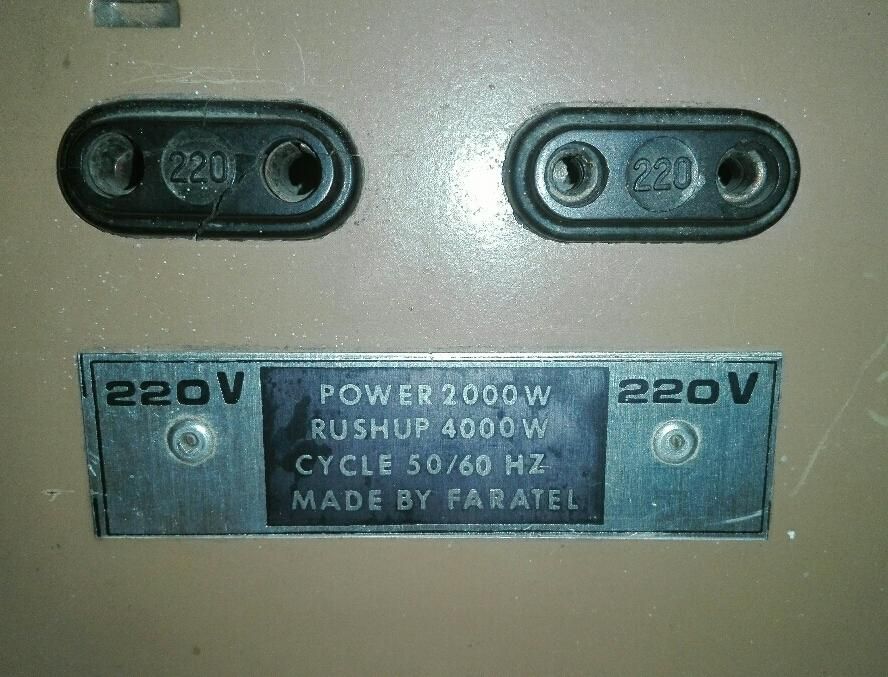 220 220
220V 220V
POWER 2000W
RUSHUP 4000W
CYCLE 50/60 HZ
MADE BY FARATEL